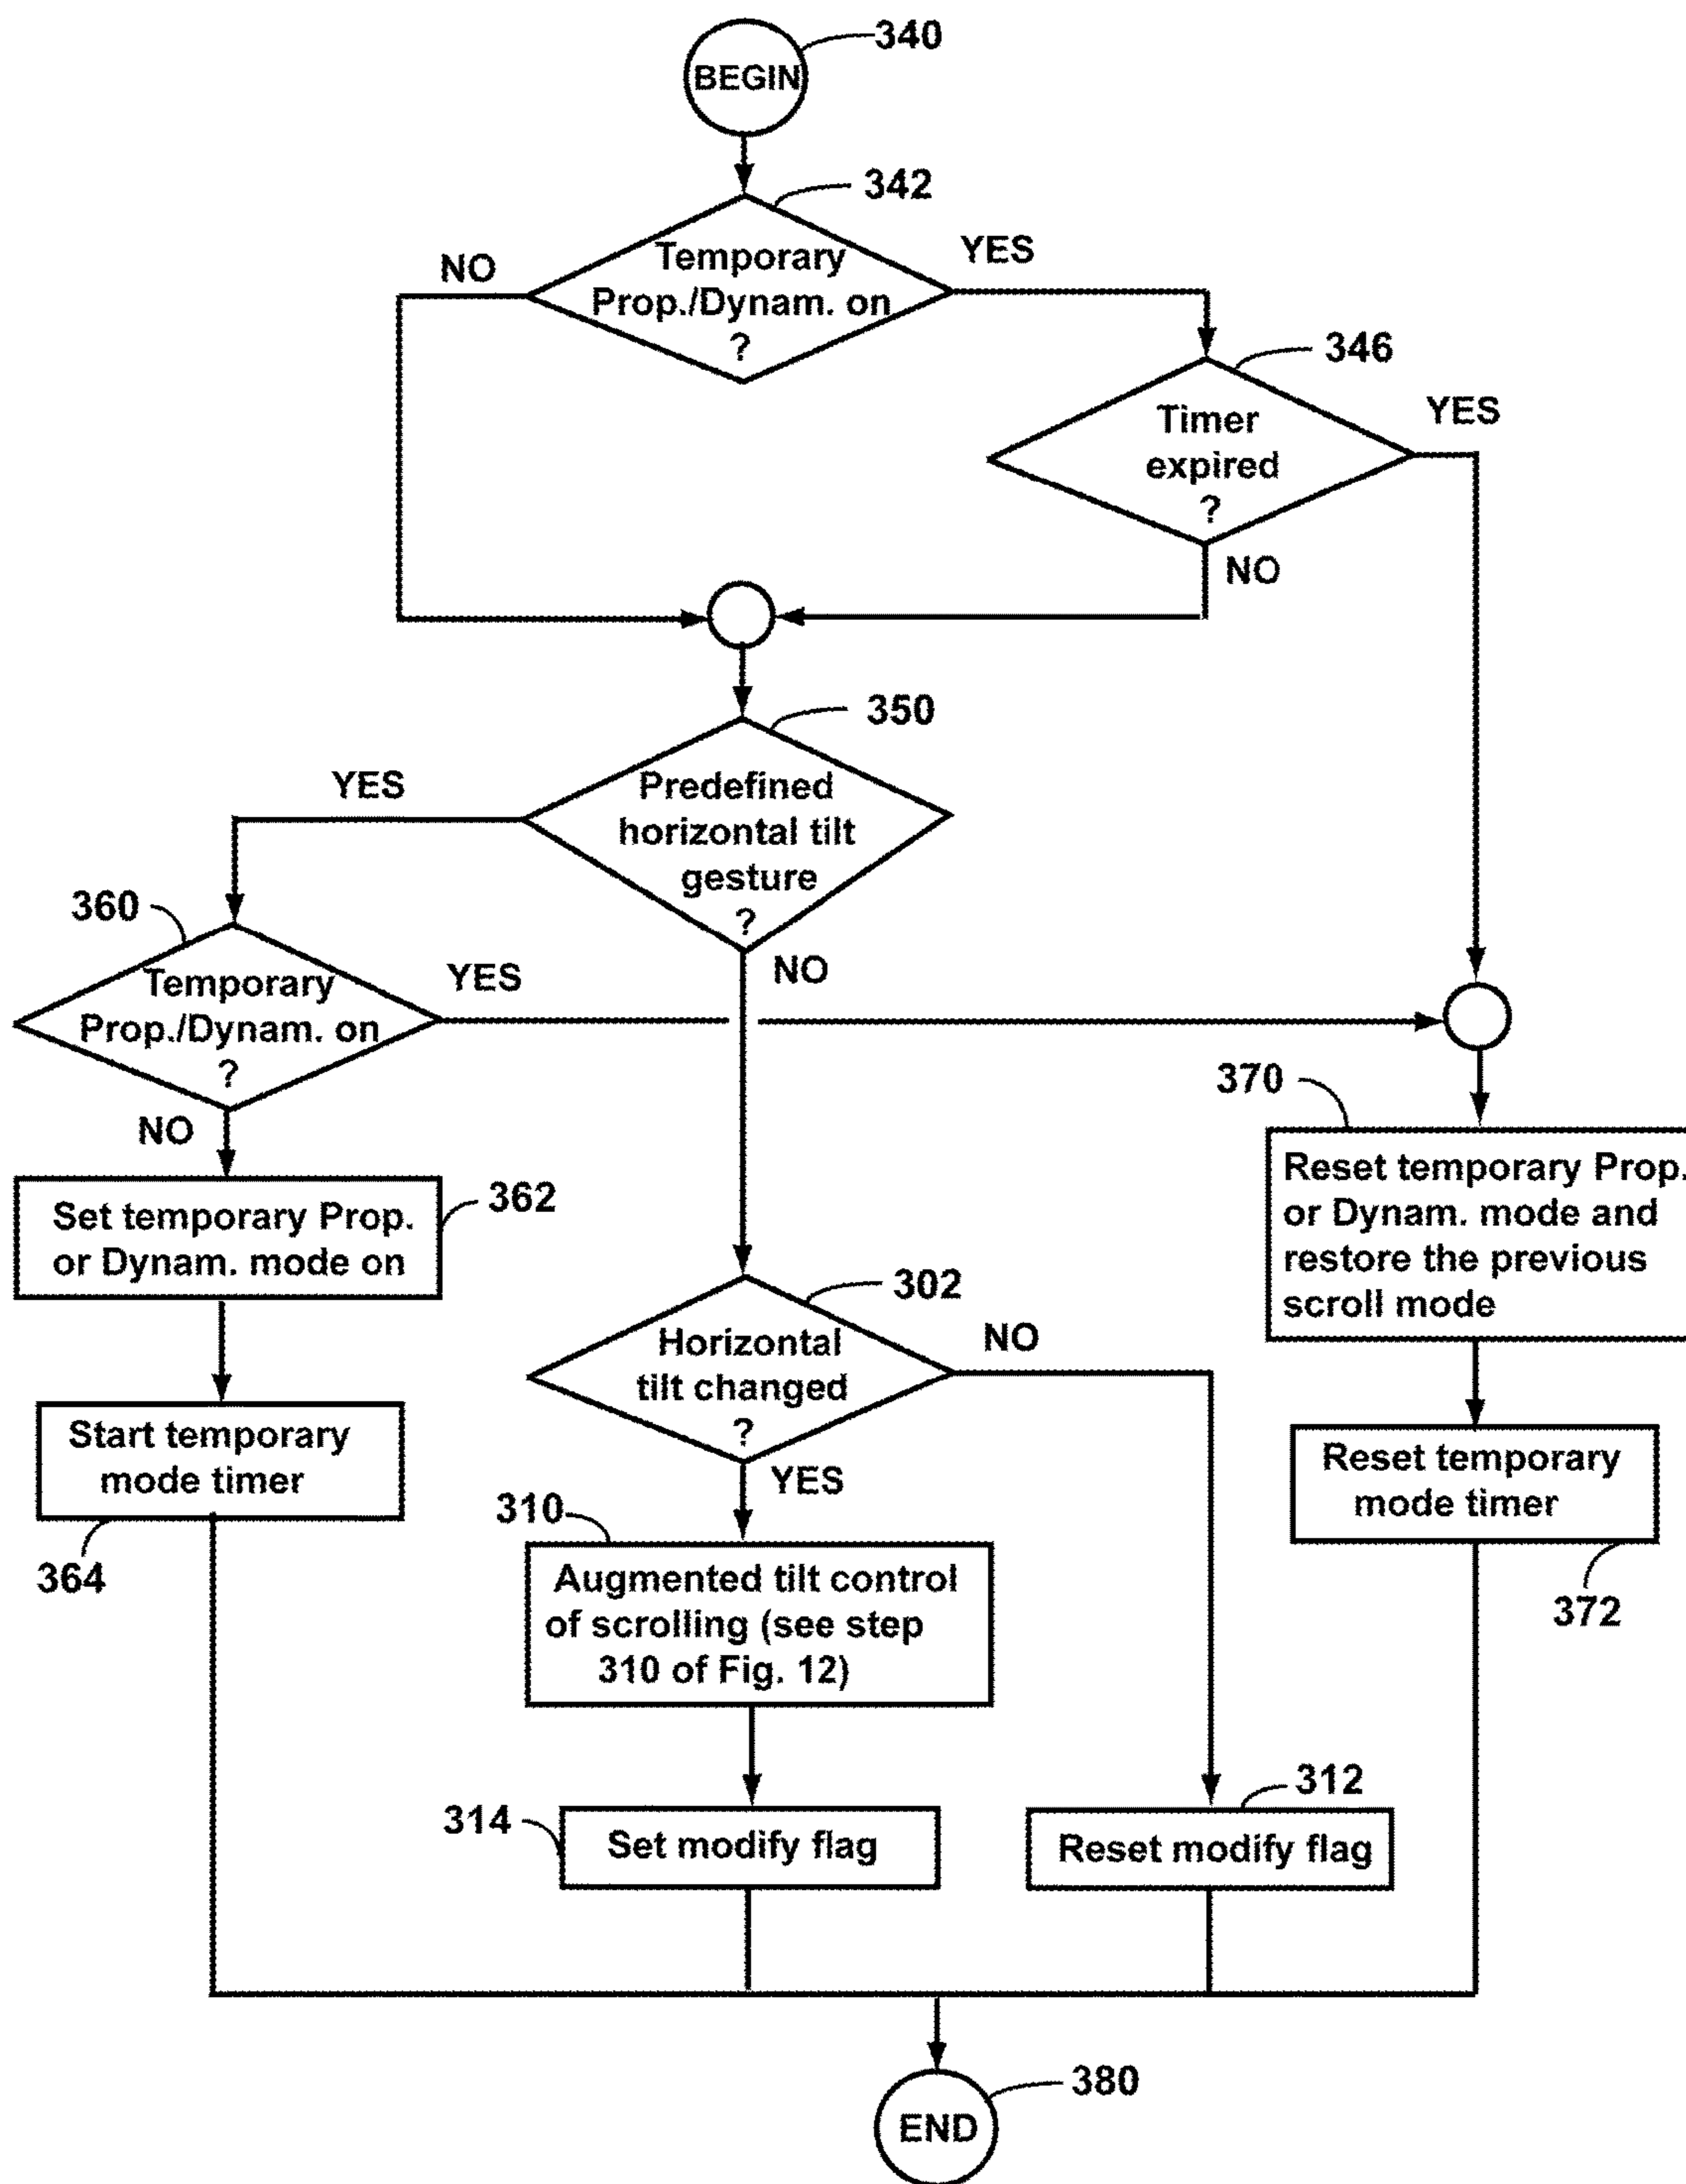 340
BEGIN
342
Temporary
Prop./Dynam. on
?
NO
YES
346
Timer
expired
?
YES
NO
350
Predefined
horizontal tilt
gesture
?
YES
NO
360
Temporary
Prop./Dynam. on
?
YES
NO
362
Set temporary Prop.
or Dynam. mode on
370
Reset temporary Prop.
or Dynam. mode and
restore the previous
scroll mode
302
Horizontal
tilt changed
?
NO
YES
Start temporary
mode timer
364
Reset temporary
mode timer
372
310
Augmented tilt control
of scrolling (see step
310 of Fig. 12)
314
Set modify flag
312
Reset modify flag
380
END